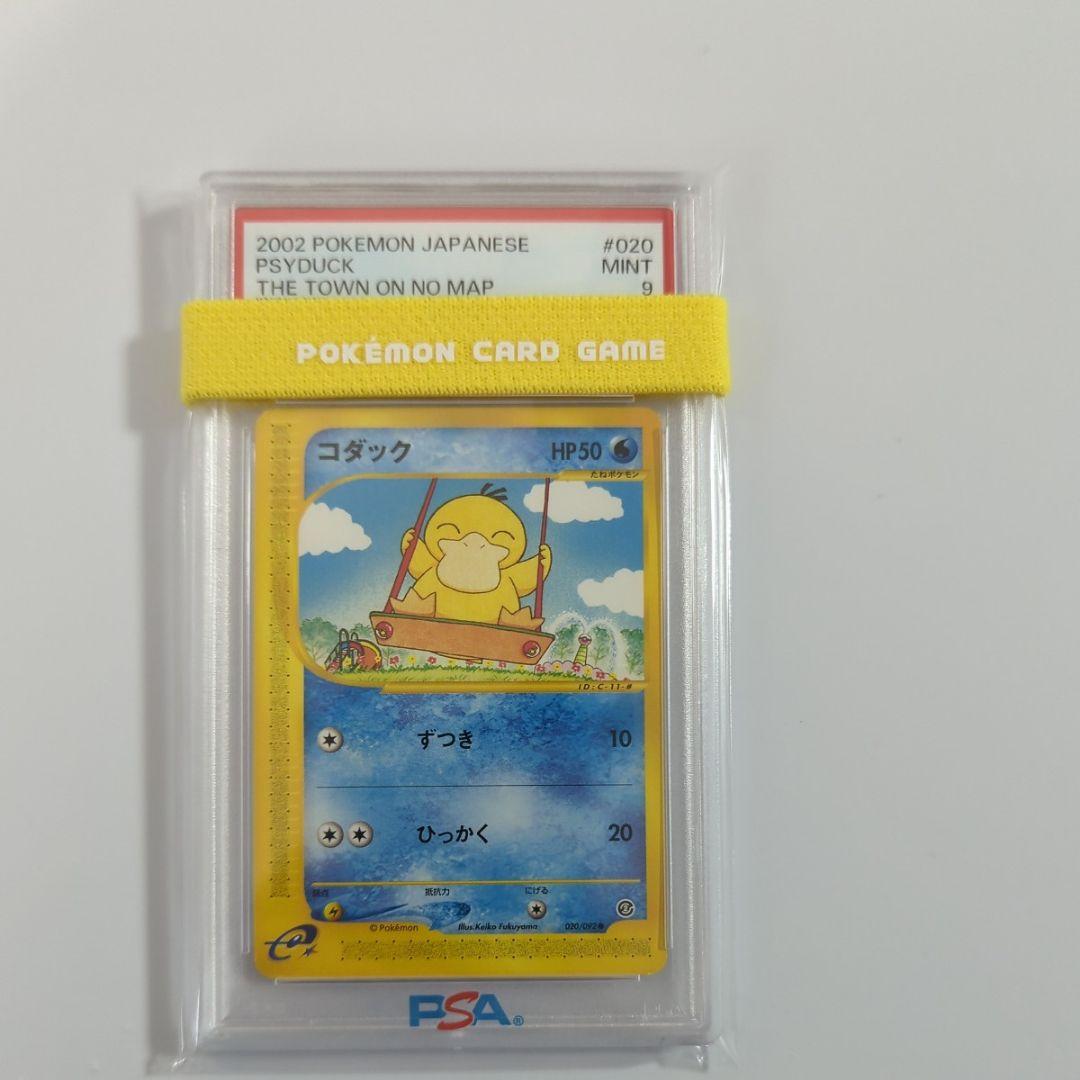 2002 POKEMON JAPANESE #020
PSYDUCK MINT
THE TOWN ON NO MAP 9
POKÉMON CARD GAME
コダック HP50
たねポケモン
ID:C-11-#
ずつき 10
ひっかく 20
弱点 抵抗力 にげる
© Pokémon Illus.Keiko Fukuyama 020/092●
e
PSA®